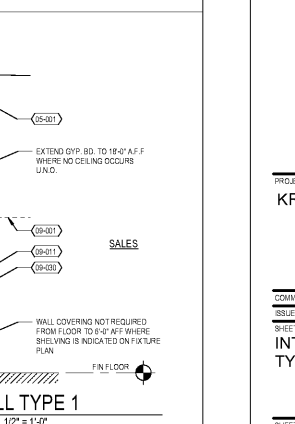 05-001
EXTEND GYP. BD. TO 18'-0" A.F.F
WHERE NO CEILING OCCURS
U.N.O.
09-001
SALES
09-011
09-030
WALL COVERING NOT REQUIRED
FROM FLOOR TO 6'-0" AFF WHERE
SHELVING IS INDICATED ON FIXTURE
PLAN
FIN FLOOR
LL TYPE 1
1/2" = 1'-0"
PROJE
KR
COMM
ISSUE
SHEET
INT
TY